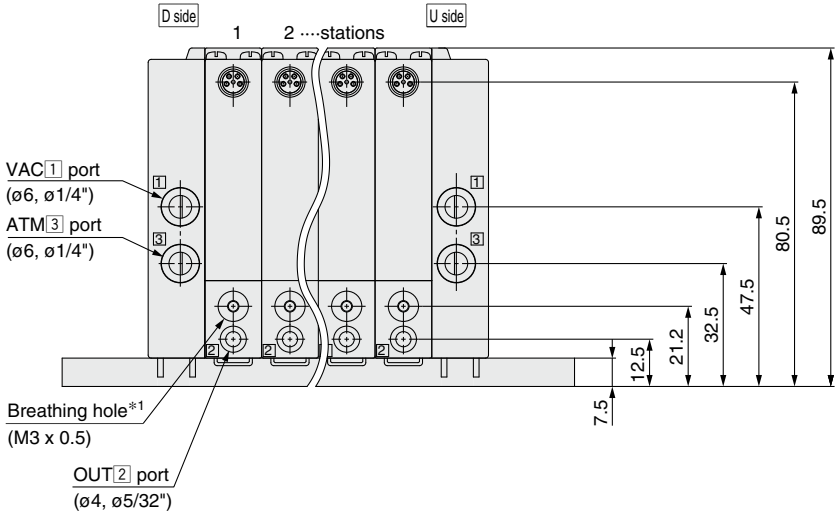 D side
U side
1 2 ····stations
VAC1 port
(ø6, ø1/4")
ATM3 port
(ø6, ø1/4")
1
3
1
3
2
2
2
Breathing hole*1
(M3 x 0.5)
OUT2 port
(ø4, ø5/32")
7.5
12.5
21.2
32.5
47.5
80.5
89.5